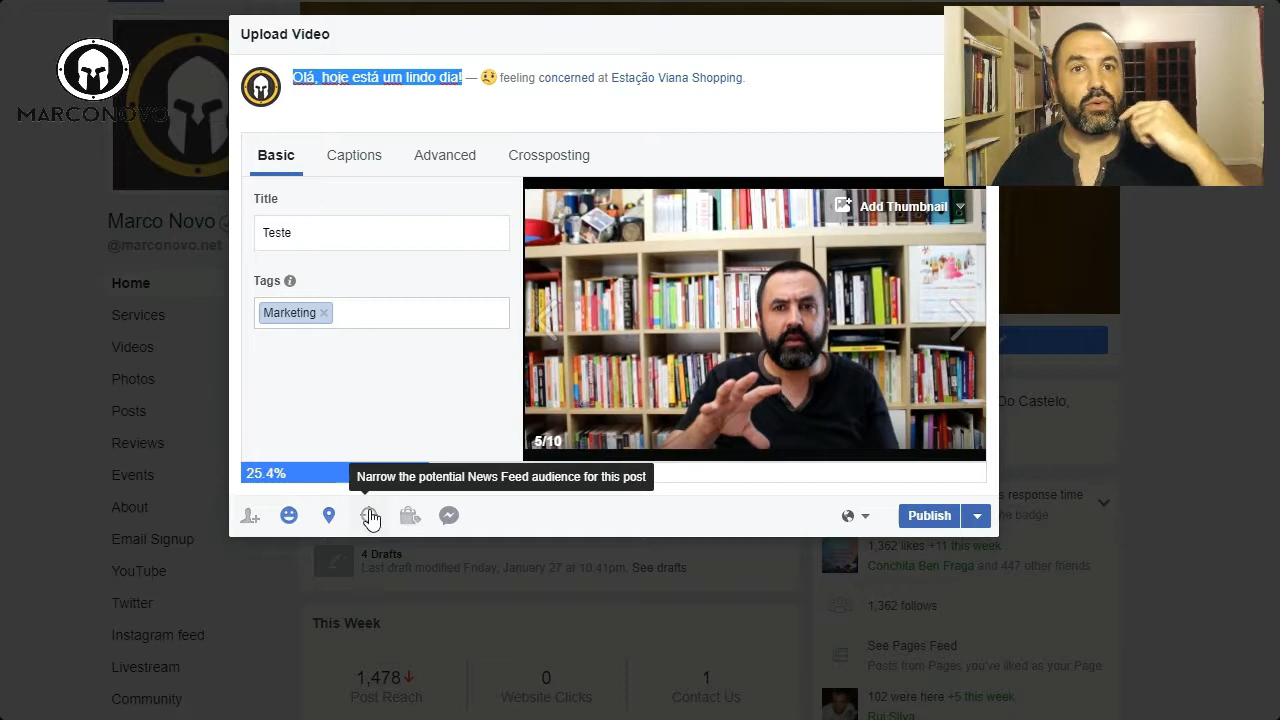 MARCONOVO
Upload Video
Olá, hoje está um lindo dia! — feeling concerned at Estação Viana Shopping.
Basic Captions Advanced Crossposting
Title
Teste
Tags
Marketing
Add Thumbnail
5/10
25.4%
Narrow the potential News Feed audience for this post
Publish
Marco Novo
@marconovo.net
Home
Services
Videos
Photos
Posts
Reviews
Events
About
Email Signup
YouTube
Twitter
Instagram feed
Livestream
Community
4 Drafts
Last draft modified Friday, January 27 at 10:41pm. See drafts
This Week
1,478 0 1
Post Reach Website Clicks Contact Us
Do Castelo,
response time
the badge
1,362 likes +11 this week
Conchita Ben Fraga and 447 other friends
1,362 follows
See Pages Feed
Posts from Pages you've liked as your Page
102 were here +5 this week
Rui Silva